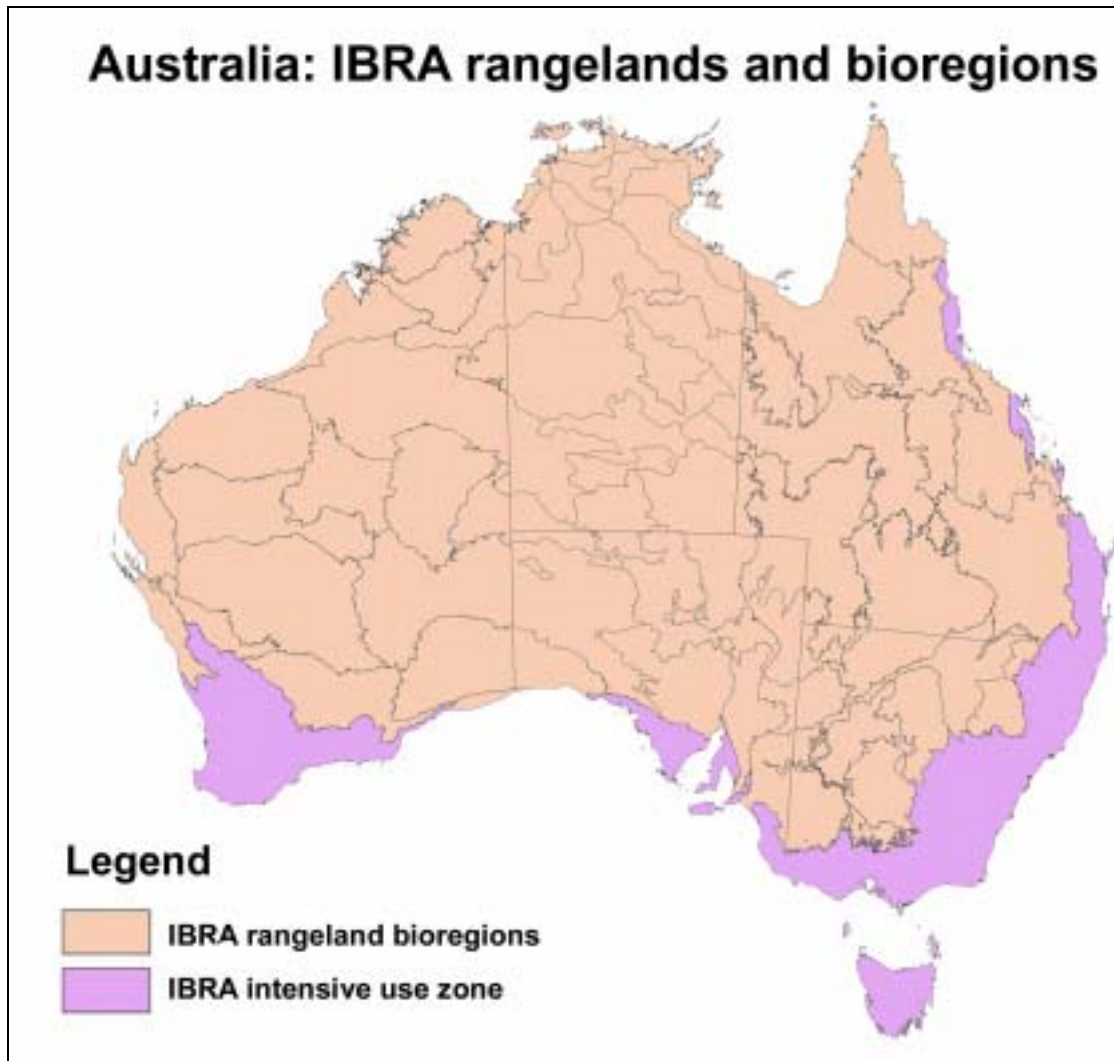 Australia: IBRA rangelands and bioregions
Legend
IBRA rangeland bioregions
IBRA intensive use zone